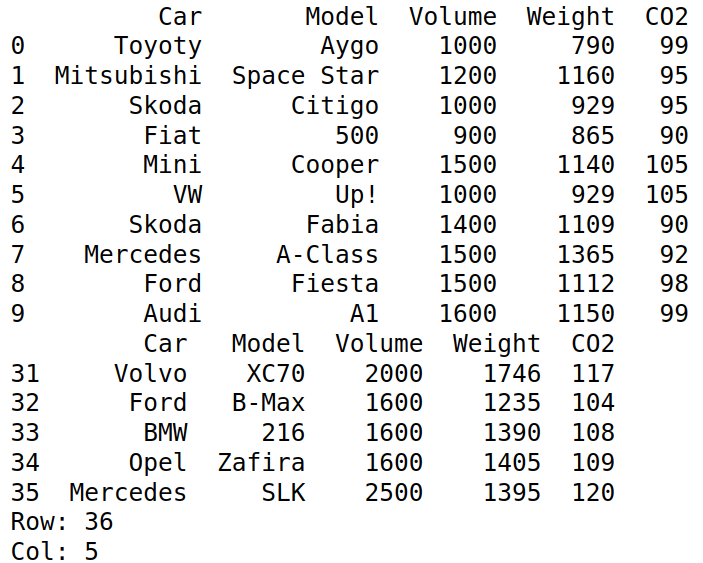 Car Model Volume Weight CO2
0 Toyoty Aygo 1000 790 99
1 Mitsubishi Space Star 1200 1160 95
2 Skoda Citigo 1000 929 95
3 Fiat 500 900 865 90
4 Mini Cooper 1500 1140 105
5 VW Up! 1000 929 105
6 Skoda Fabia 1400 1109 90
7 Mercedes A-Class 1500 1365 92
8 Ford Fiesta 1500 1112 98
9 Audi A1 1600 1150 99
Car Model Volume Weight CO2
31 Volvo XC70 2000 1746 117
32 Ford B-Max 1600 1235 104
33 BMW 216 1600 1390 108
34 Opel Zafira 1600 1405 109
35 Mercedes SLK 2500 1395 120
Row: 36
Col: 5